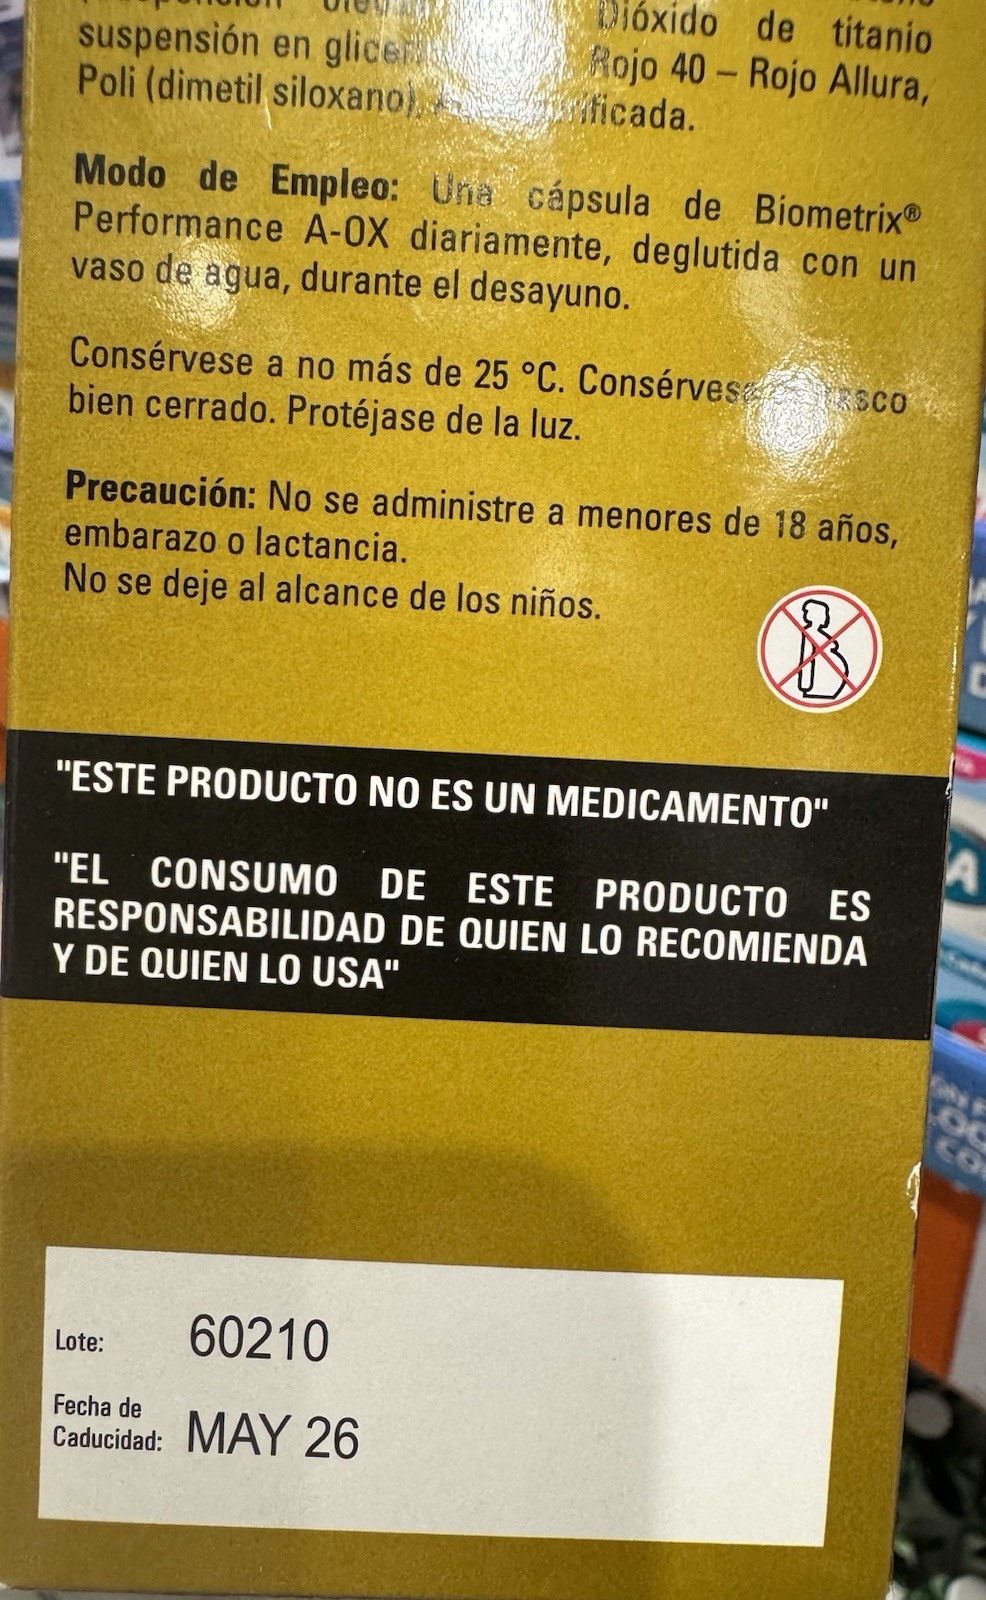 Dióxido de titanio
suspensión en
Rojo 40 – Rojo Allura,
Poli (dimetil siloxano).
Modo de Empleo: Una cápsula de Biometrix®
Performance A-OX diariamente, deglutida con un
vaso de agua, durante el desayuno.
Consérvese a no más de 25 °C. Consérvese
bien cerrado. Protéjase de la luz.
Precaución: No se administre a menores de 18 años,
embarazo o lactancia.
No se deje al alcance de los niños.
"ESTE PRODUCTO NO ES UN MEDICAMENTO"
"EL CONSUMO DE ESTE PRODUCTO ES
RESPONSABILIDAD DE QUIEN LO RECOMIENDA
Y DE QUIEN LO USA"
Lote: 60210
Fecha de
Caducidad: MAY 26